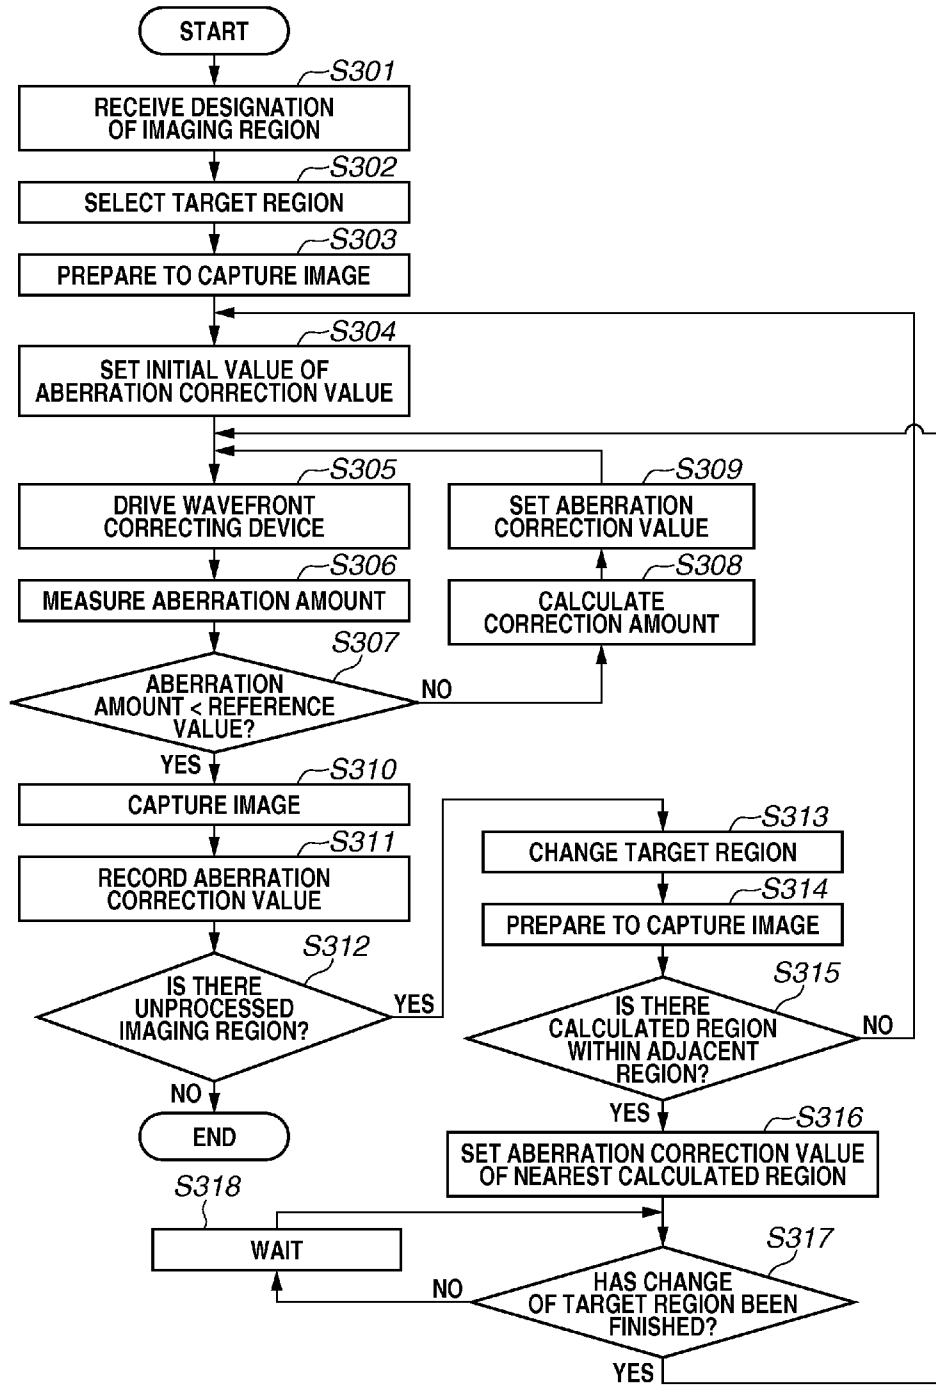 START
S301
RECEIVE DESIGNATION
OF IMAGING REGION
S302
SELECT TARGET REGION
S303
PREPARE TO CAPTURE IMAGE
S304
SET INITIAL VALUE OF
ABERRATION CORRECTION VALUE
S305
DRIVE WAVEFRONT
CORRECTING DEVICE
S306
MEASURE ABERRATION AMOUNT
S307
ABERRATION
AMOUNT < REFERENCE
VALUE?
NO
S308
CALCULATE
CORRECTION AMOUNT
S309
SET ABERRATION
CORRECTION VALUE
YES
S310
CAPTURE IMAGE
S311
RECORD ABERRATION
CORRECTION VALUE
S312
IS THERE
UNPROCESSED
IMAGING REGION?
YES
NO
END
S313
CHANGE TARGET REGION
S314
PREPARE TO CAPTURE IMAGE
S315
IS THERE
CALCULATED REGION
WITHIN ADJACENT
REGION?
NO
YES
S316
SET ABERRATION CORRECTION VALUE
OF NEAREST CALCULATED REGION
S317
HAS CHANGE
OF TARGET REGION BEEN
FINISHED?
NO
S318
WAIT
YES